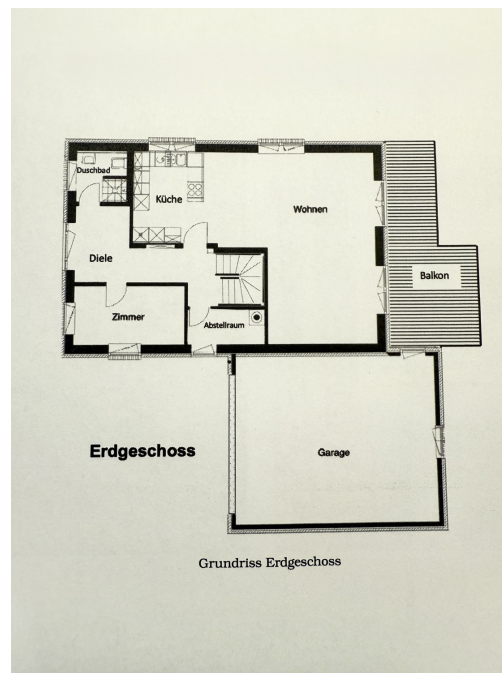 Duschbad
Küche
Wohnen
Diele
Balkon
Zimmer
Abstellraum
Erdgeschoss
Garage
Grundriss Erdgeschoss